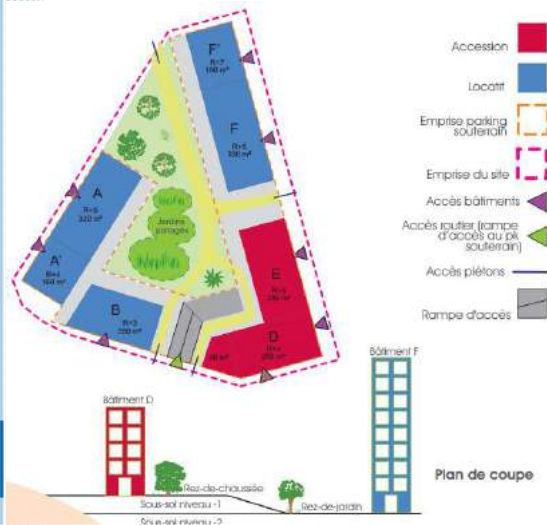 F'
R+7
F
A
A'
Jardins
partagés
B
R+3
E
D
Accession
Locatif
Emprise parking
souterrain
Emprise du site
Accès bâtiments
Accès routier (rampe
d'accès au pk
souterrain)
Accès piétons
Rampe d'accès
Bâtiment D
Bâtiment F
Rez-de-chaussée
Sous-sol niveau -1
Rez-de-jardin
Sous-sol niveau -2
Plan de coupe